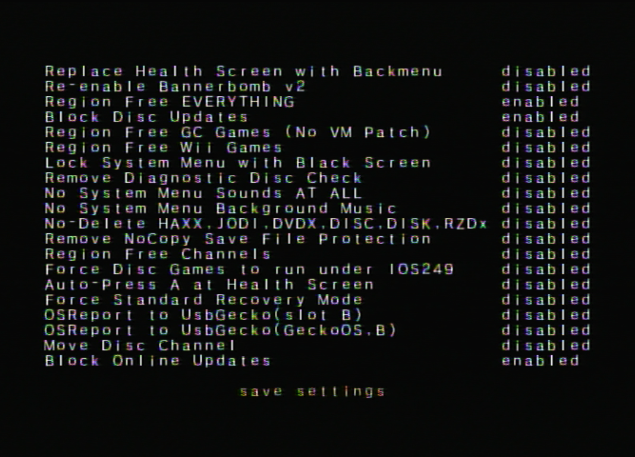 Replace Health Screen with Backmenu disabled
Re-enable Bannerbomb v2 disabled
Region Free EVERYTHING enabled
Block Disc Updates enabled
Region Free GC Games (No VM Patch) disabled
Region Free Wii Games disabled
Lock System Menu with Black Screen disabled
Remove Diagnostic Disc Check disabled
No System Menu Sounds AT ALL disabled
No System Menu Background Music disabled
No-Delete HAXX,JODI,DVDX,DISC,DISK,RZDx disabled
Remove NoCopy Save File Protection disabled
Region Free Channels disabled
Force Disc Games to run under IOS249 disabled
Auto-Press A at Health Screen disabled
Force Standard Recovery Mode disabled
OSReport to UsbGecko(slot B) disabled
OSReport to UsbGecko(GeckoOS,B) disabled
Move Disc Channel disabled
Block Online Updates enabled
save settings